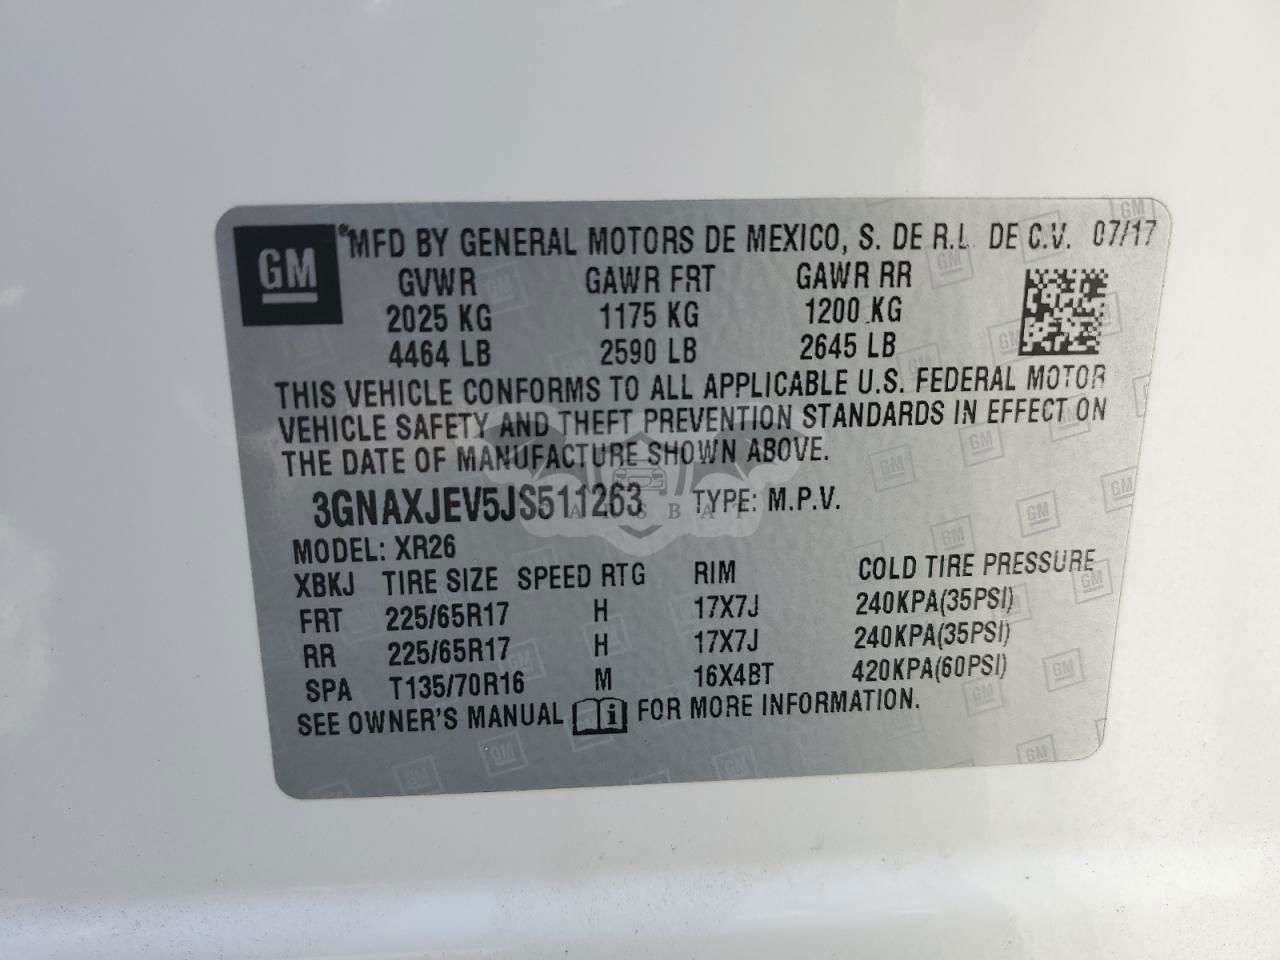 GM
®MFD BY GENERAL MOTORS DE MEXICO, S. DE R.L. DE C.V. 07/17
GVWR GAWR FRT GAWR RR
2025 KG 1175 KG 1200 KG
4464 LB 2590 LB 2645 LB
THIS VEHICLE CONFORMS TO ALL APPLICABLE U.S. FEDERAL MOTOR
VEHICLE SAFETY AND THEFT PREVENTION STANDARDS IN EFFECT ON
THE DATE OF MANUFACTURE SHOWN ABOVE.
3GNAXJEV5JS511263 TYPE: M.P.V.
ARSBAT
MODEL: XR26
XBKJ TIRE SIZE SPEED RTG RIM COLD TIRE PRESSURE
FRT 225/65R17 H 17X7J 240KPA(35PSI)
RR 225/65R17 H 17X7J 240KPA(35PSI)
SPA T135/70R16 M 16X4BT 420KPA(60PSI)
SEE OWNER'S MANUAL i FOR MORE INFORMATION.